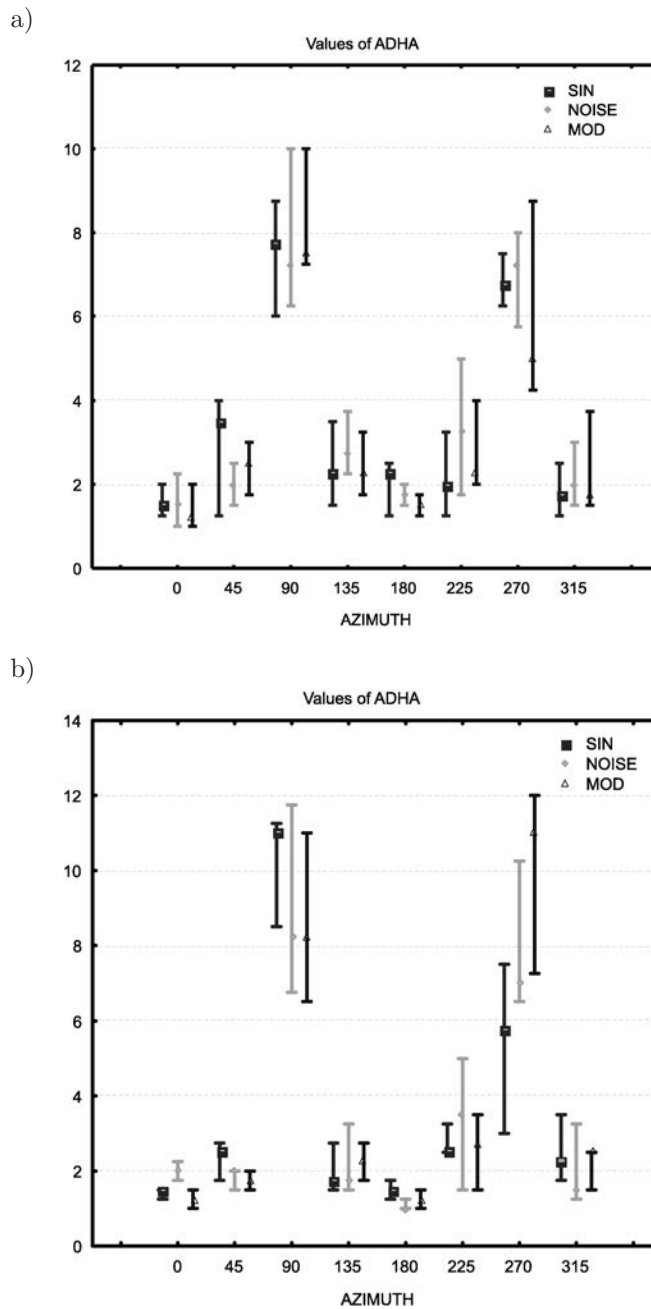 a)
Values of ADHA
12
SIN
NOISE
MOD
10
8
6
4
2
0
0 45 90 135 180 225 270 315
AZIMUTH
b)
Values of ADHA
14
SIN
NOISE
MOD
12
10
8
6
4
2
0
0 45 90 135 180 225 270 315
AZIMUTH